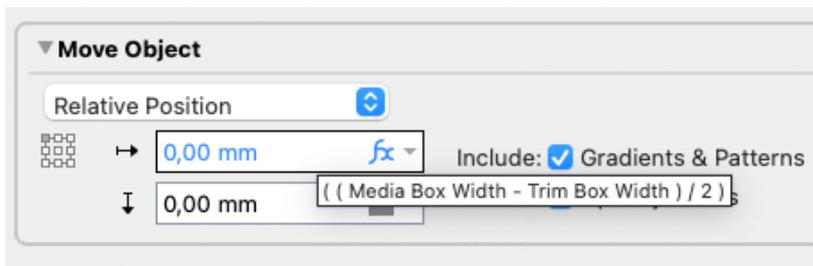 Move Object
Relative Position
0,00 mm fx Include: Gradients & Patterns
( ( Media Box Width - Trim Box Width ) / 2 )
0,00 mm